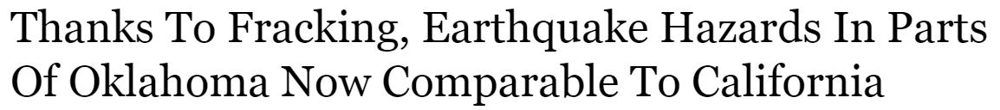 Thanks To Fracking, Earthquake Hazards In Parts
Of Oklahoma Now Comparable To California